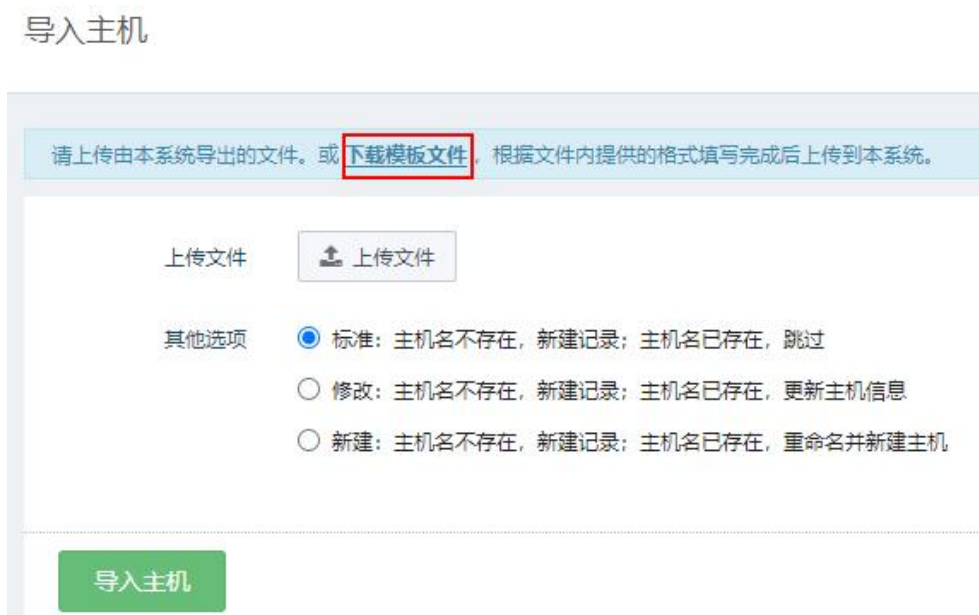 导入主机
请上传由本系统导出的文件。或 下载模板文件 ，根据文件内提供的格式填写完成后上传到本系统。
上传文件 上传文件
其他选项 标准：主机名不存在，新建记录；主机名已存在，跳过
修改：主机名不存在，新建记录；主机名已存在，更新主机信息
新建：主机名不存在，新建记录；主机名已存在，重命名并新建主机
导入主机